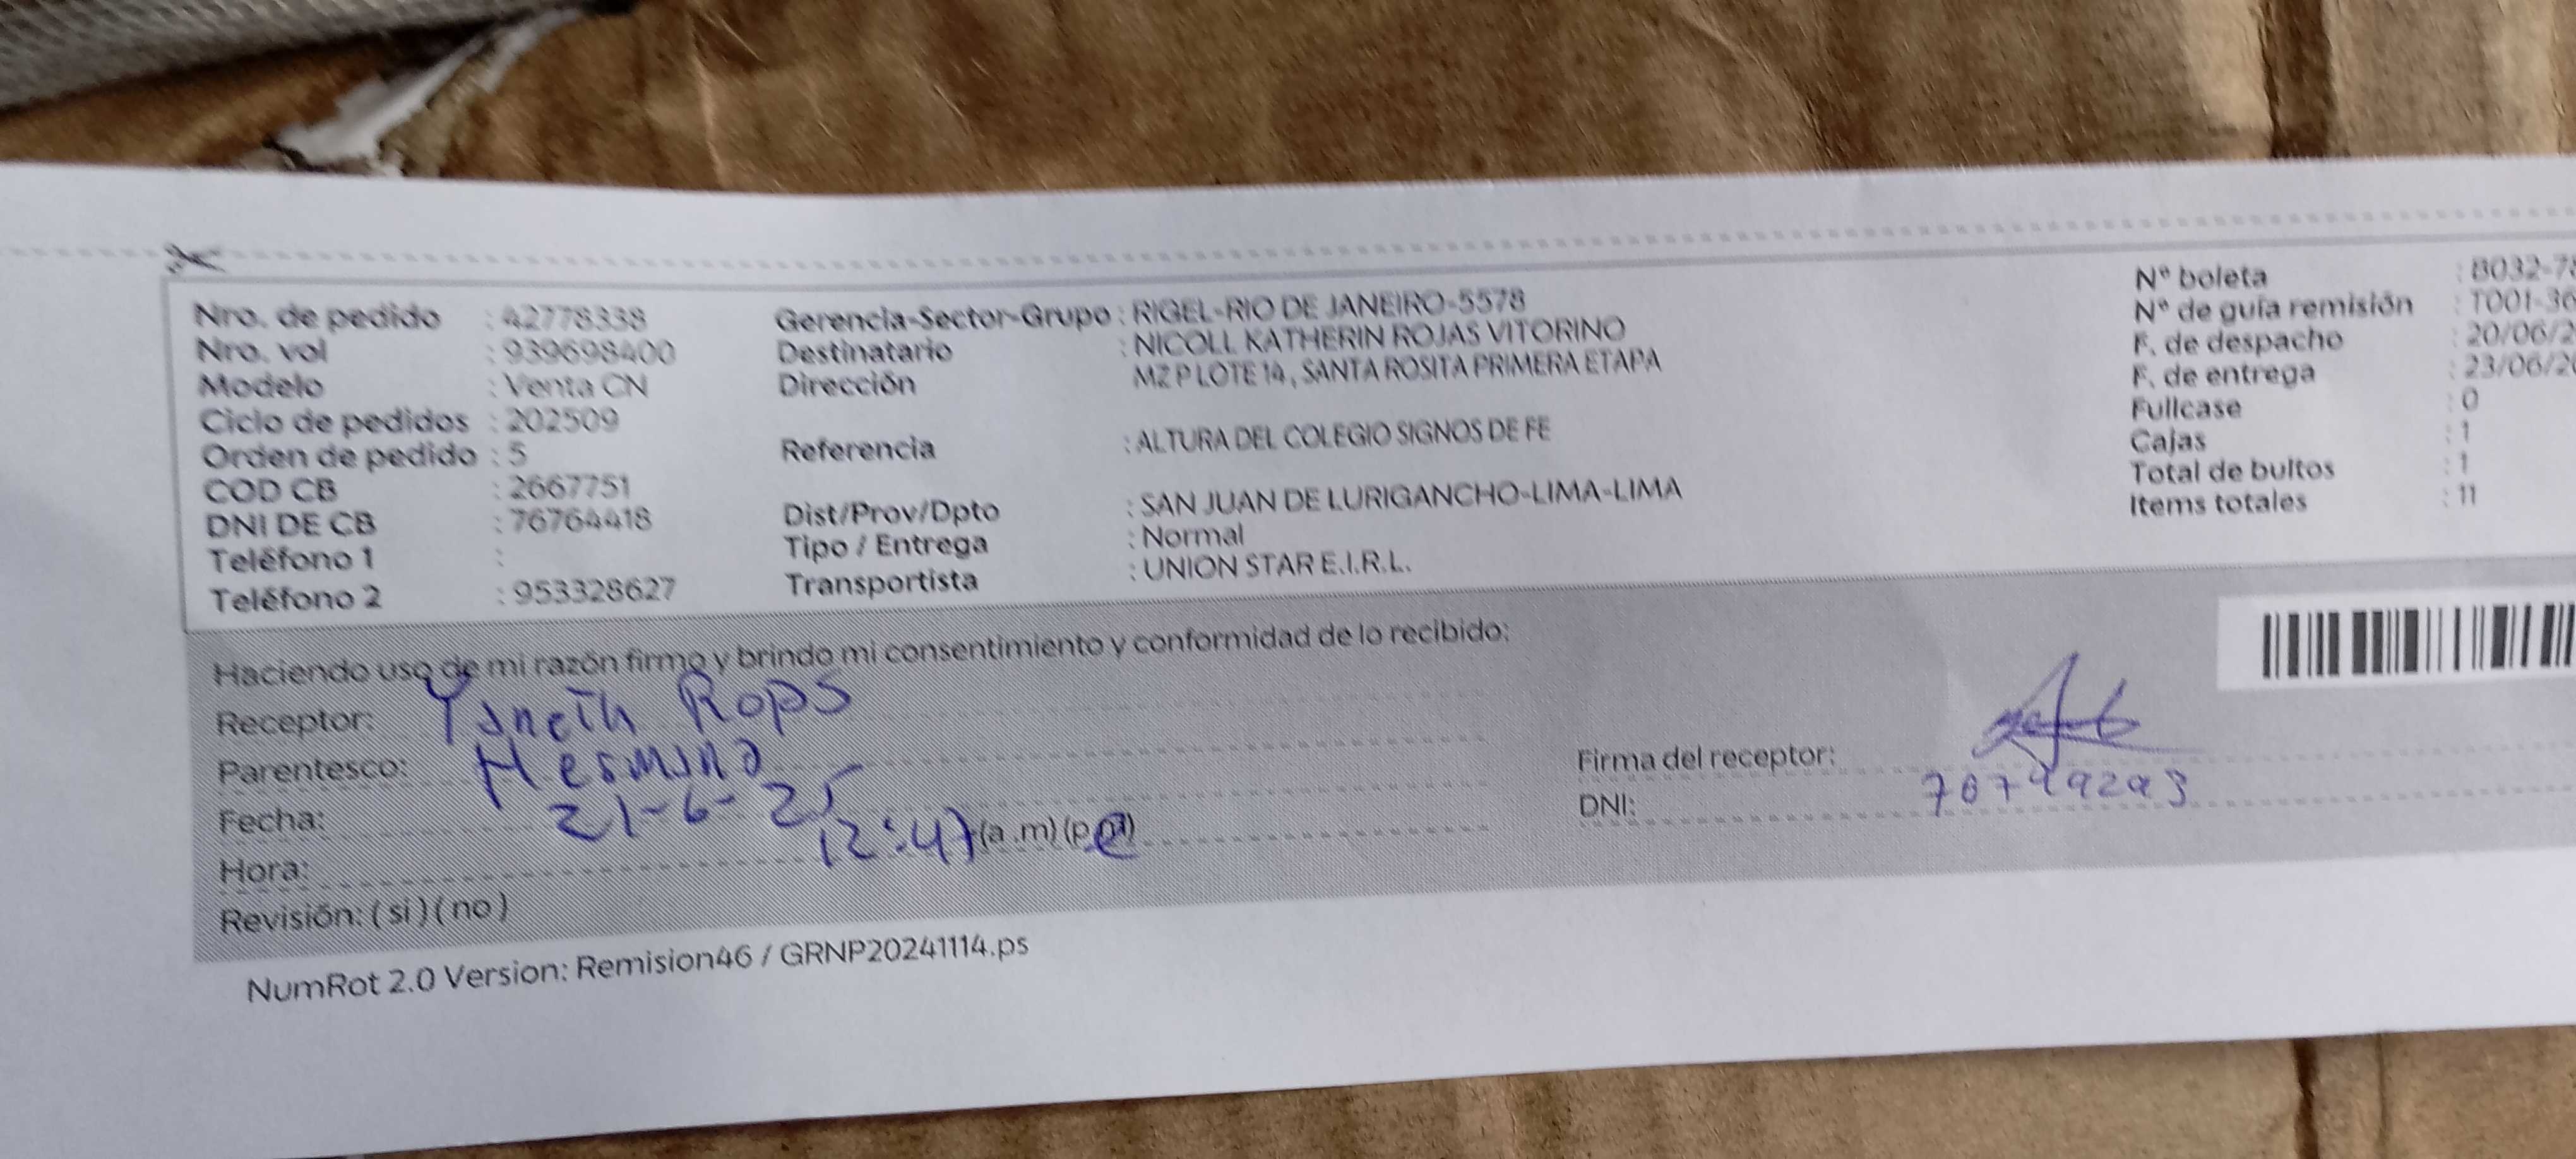 Nro. de pedido : 42778338
Nro. vol : 939698400
Modelo : Venta CN
Ciclo de pedidos : 202509
Orden de pedido : 5
COD CB : 2667751
DNI DE CB : 76764418
Teléfono 1 :
Teléfono 2 : 953328627
Gerencia-Sector-Grupo : RIGEL-RIO DE JANEIRO-5578
Destinatario : NICOLL KATHERIN ROJAS VITORINO
Dirección MZ P LOTE 14 , SANTA ROSITA PRIMERA ETAPA
Referencia : ALTURA DEL COLEGIO SIGNOS DE FE
Dist/Prov/Dpto : SAN JUAN DE LURIGANCHO-LIMA-LIMA
Tipo / Entrega : Normal
Transportista : UNION STAR E.I.R.L.
N° boleta : B032-78
N° de guía remisión : T001-36
F. de despacho : 20/06/2
F. de entrega : 23/06/20
Fullcase : 0
Cajas : 1
Total de bultos : 1
Items totales : 11
Haciendo uso de mi razón firmo y brindo mi consentimiento y conformidad de lo recibido:
Receptor: Yaneth Rojas
Parentesco: Hermana
Fecha: 21-6-25
Hora: 12:47 (a .m) (p .m)
Revisión: ( si ) ( no )
Firma del receptor:
DNI:
NumRot 2.0 Version: Remision46 / GRNP20241114.ps